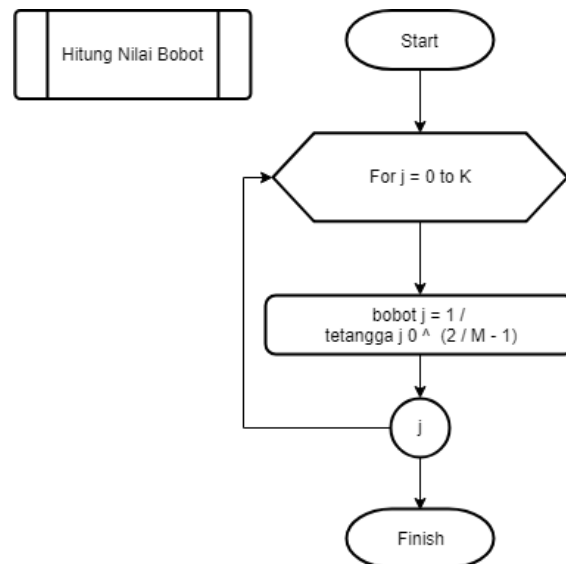 Hitung Nilai Bobot
Start
For j = 0 to K
bobot j = 1 /
tetangga j 0 ^ (2 / M - 1)
j
Finish